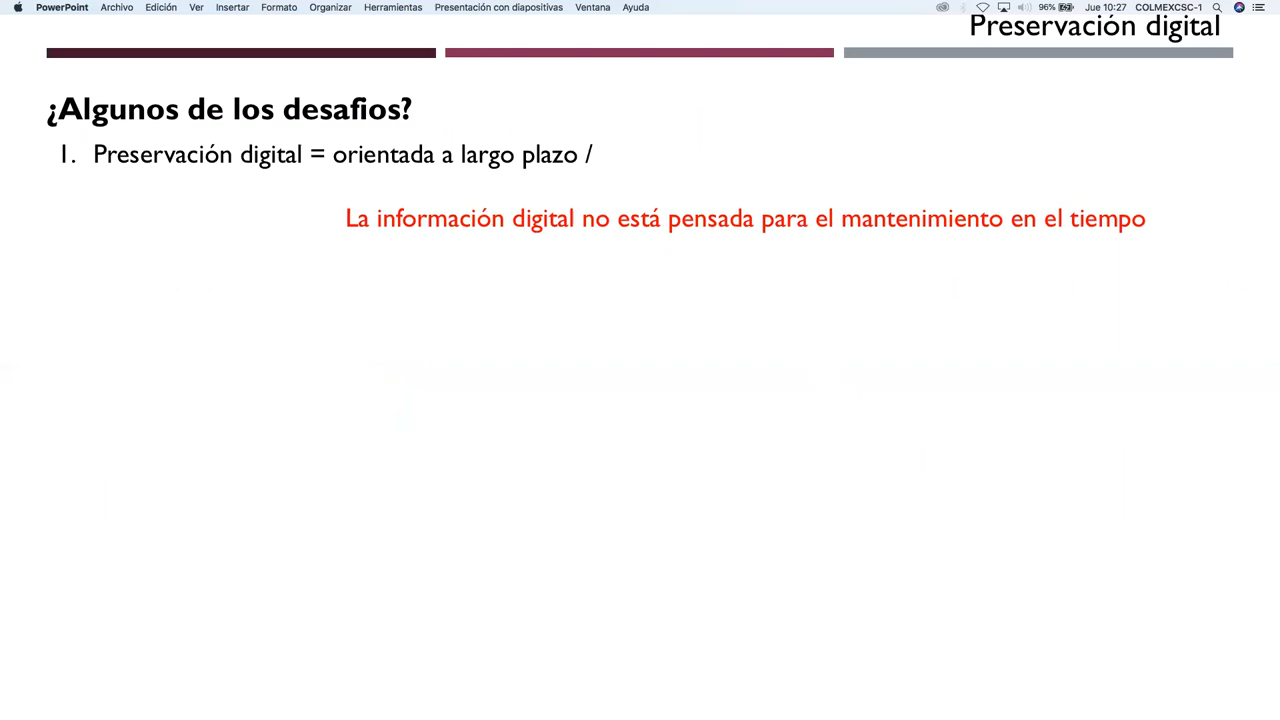 PowerPoint Archivo Edición Ver Insertar Formato Organizar Herramientas Presentación con diapositivas Ventana Ayuda 96% Jue 10:27 COLMEXCSC-1
Preservación digital
¿Algunos de los desafios?
1. Preservación digital = orientada a largo plazo /
La información digital no está pensada para el mantenimiento en el tiempo